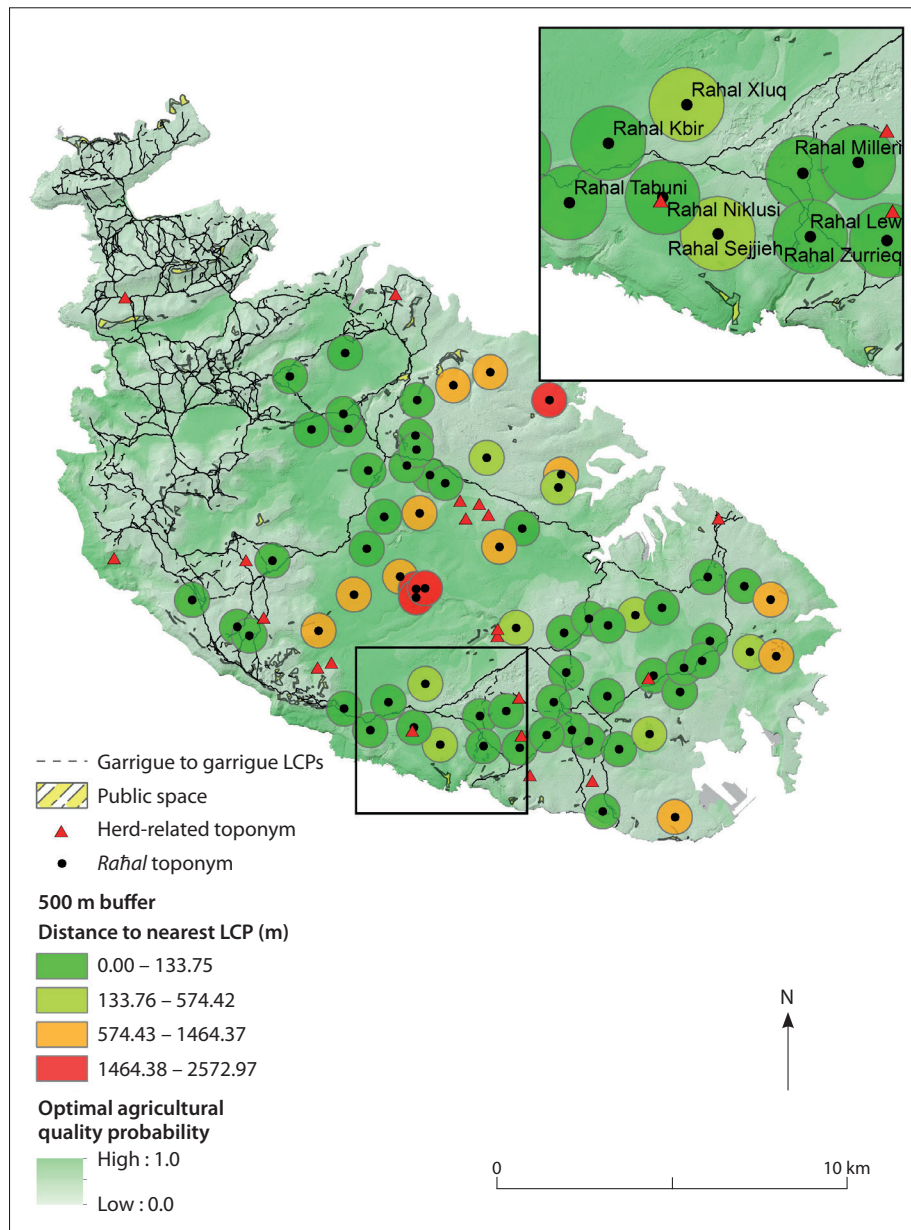 Rahal Xluq
Rahal Kbir
Rahal Milleri
Rahal Tabuni
Rahal Niklusi
Rahal Lew
Rahal Sejjieh
Rahal Zurrieq
Garrigue to garrigue LCPs
Public space
Herd-related toponym
Raħal toponym
500 m buffer
Distance to nearest LCP (m)
0.00 – 133.75
133.76 – 574.42
574.43 – 1464.37
1464.38 – 2572.97
Optimal agricultural
quality probability
High : 1.0
Low : 0.0
N
0 10 km